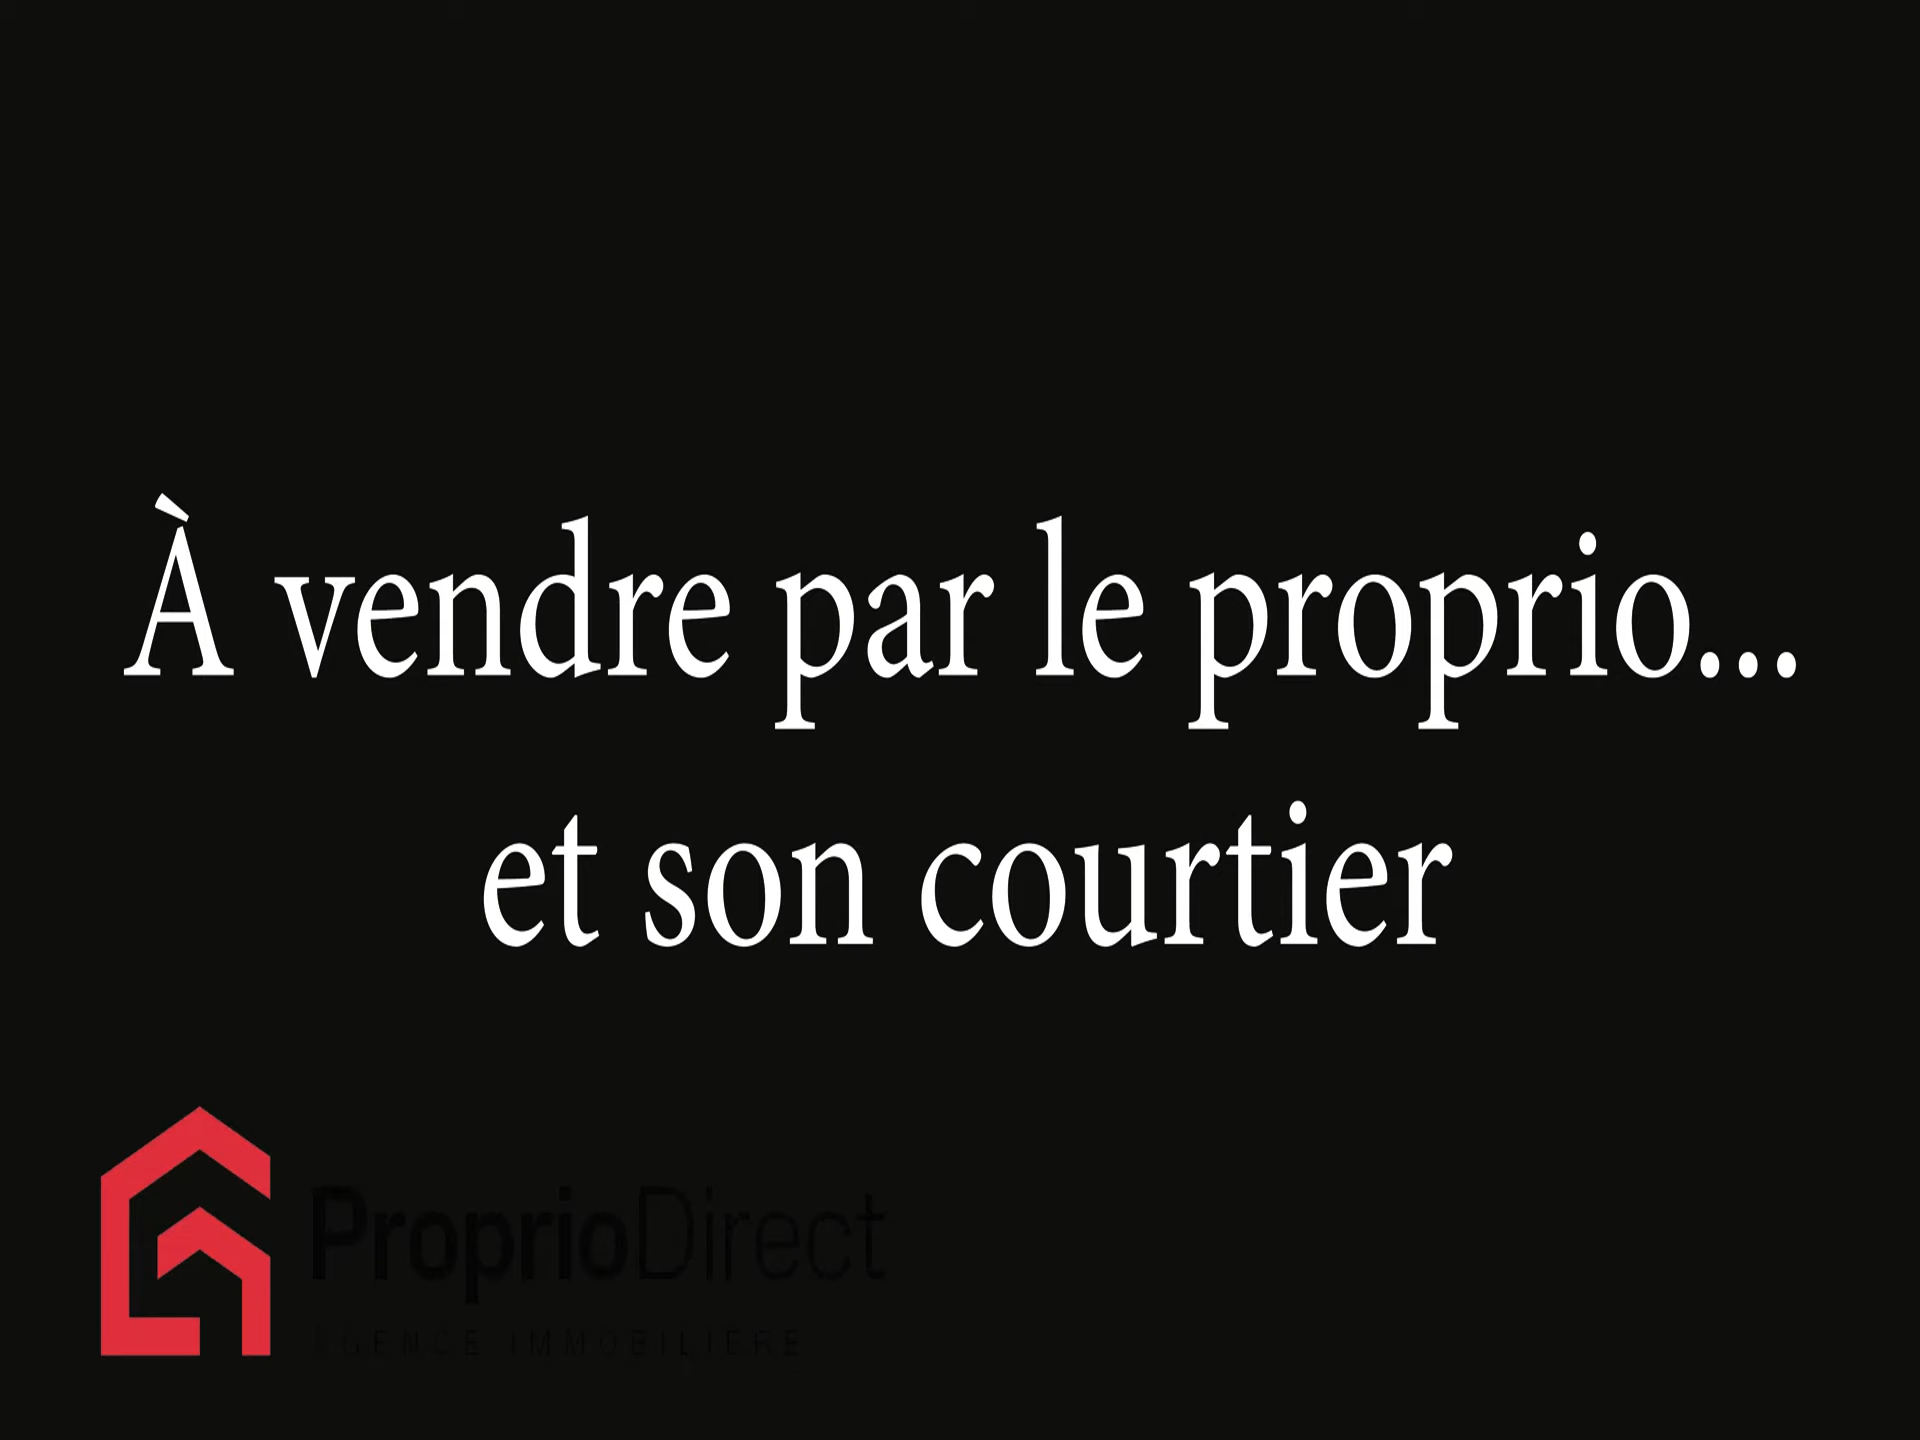 À vendre par le proprio...
et son courtier
ProprioDirect
AGENCE IMMOBILIÈRE